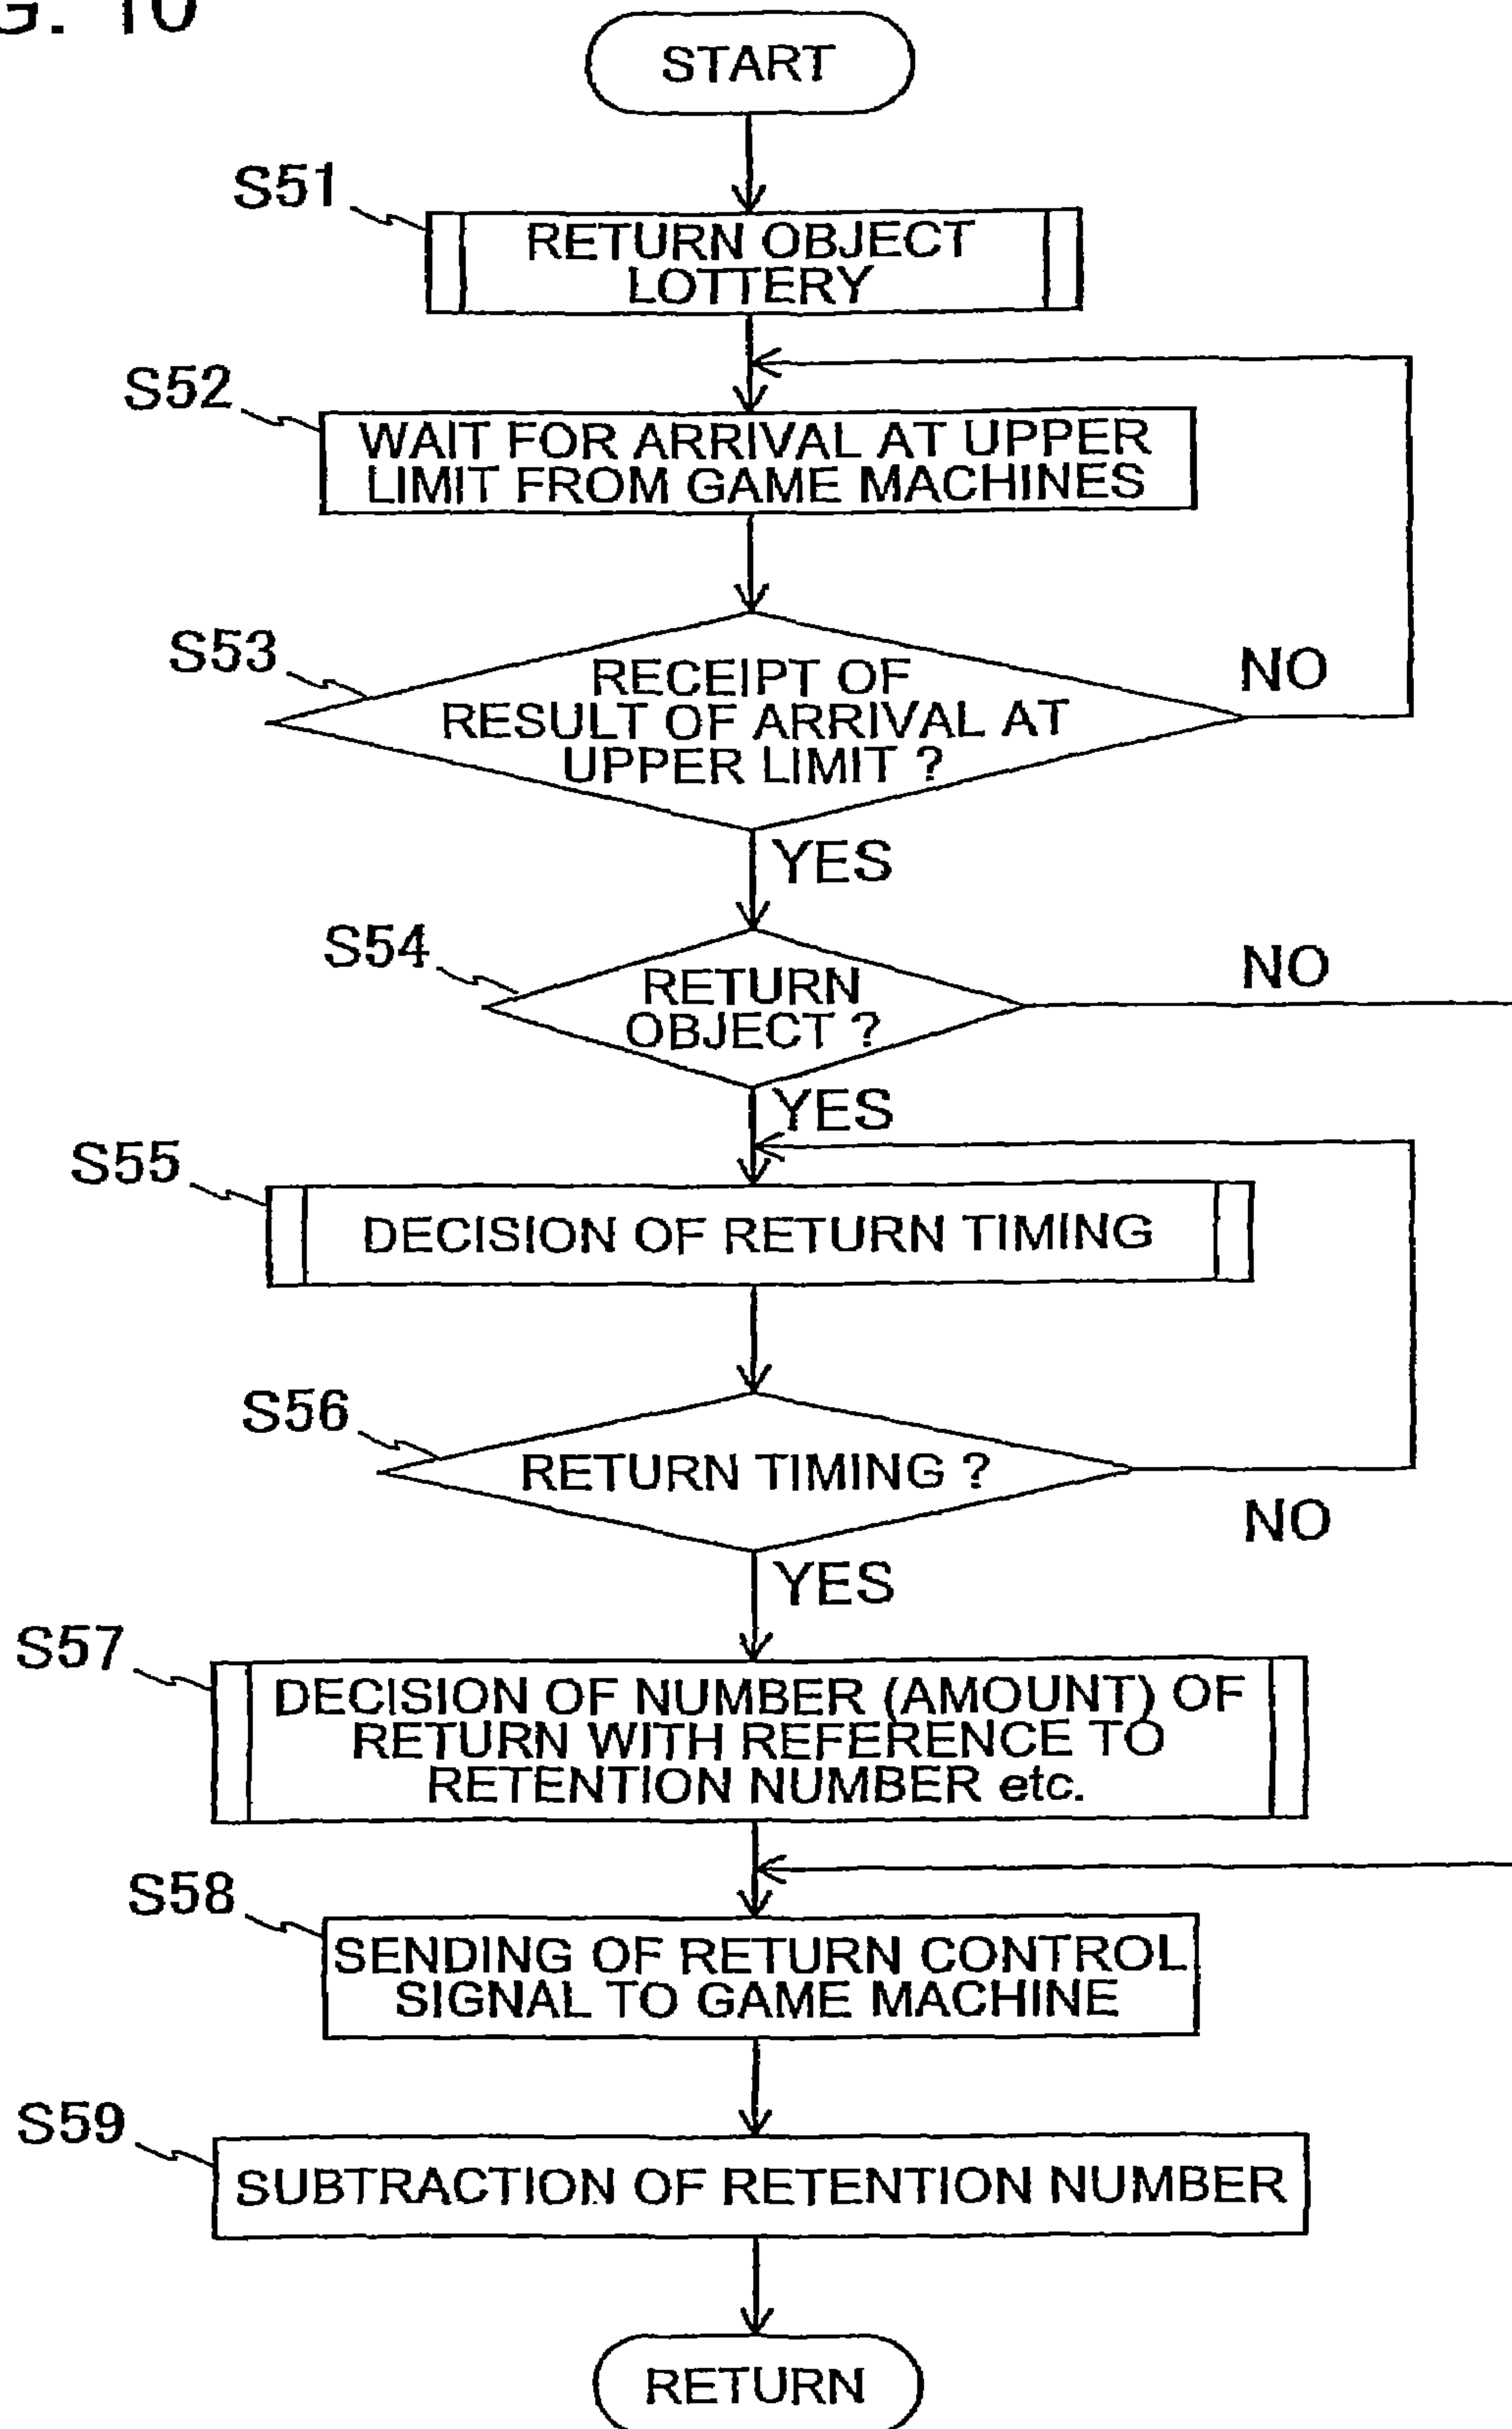 G. 10
START
S51
RETURN OBJECT
LOTTERY
S52
WAIT FOR ARRIVAL AT UPPER
LIMIT FROM GAME MACHINES
S53
RECEIPT OF
RESULT OF ARRIVAL AT
UPPER LIMIT ?
NO
YES
S54
RETURN
OBJECT ?
NO
YES
S55
DECISION OF RETURN TIMING
S56
RETURN TIMING ?
NO
YES
S57
DECISION OF NUMBER (AMOUNT) OF
RETURN WITH REFERENCE TO
RETENTION NUMBER etc.
S58
SENDING OF RETURN CONTROL
SIGNAL TO GAME MACHINE
S59
SUBTRACTION OF RETENTION NUMBER
RETURN